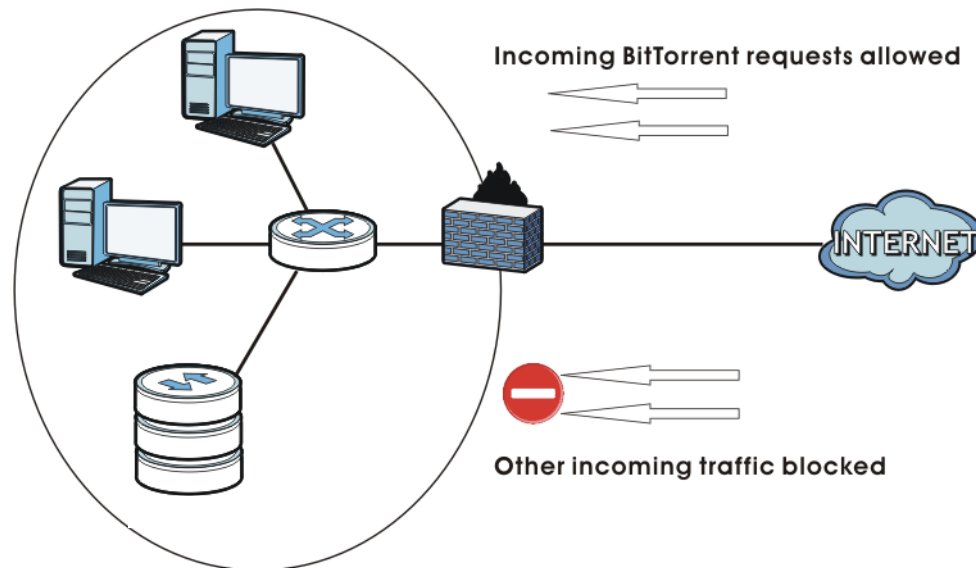 Incoming BitTorrent requests allowed
INTERNET
Other incoming traffic blocked